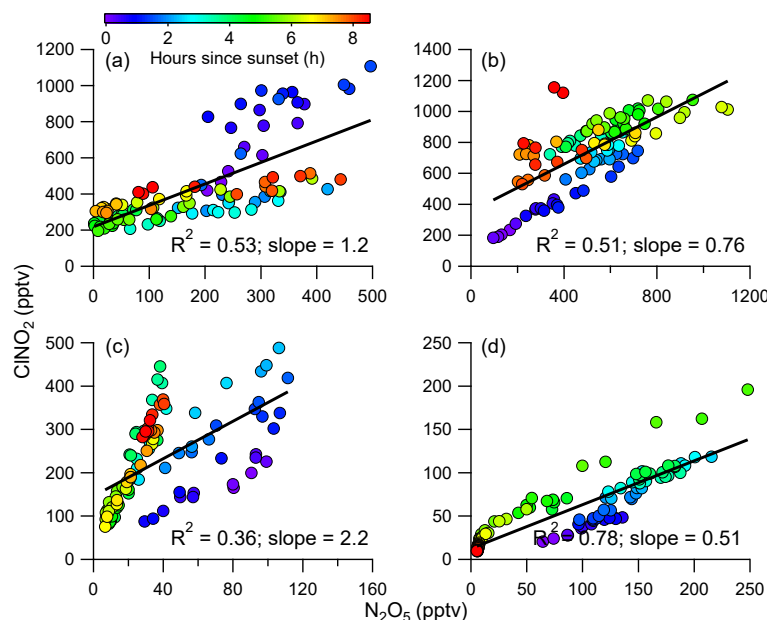 0 2 4 6 8
Hours since sunset (h)
(a)
1200
1000
800
600
400
200
0
0 100 200 300 400 500
R² = 0.53; slope = 1.2
(b)
1400
1200
1000
800
600
400
200
0
0 400 800 1200
R² = 0.51; slope = 0.76
ClNO₂ (pptv)
(c)
500
400
300
200
100
0
0 40 80 120 160
R² = 0.36; slope = 2.2
(d)
250
200
150
100
50
0
0 50 100 150 200 250
R² = 0.78; slope = 0.51
N₂O₅ (pptv)